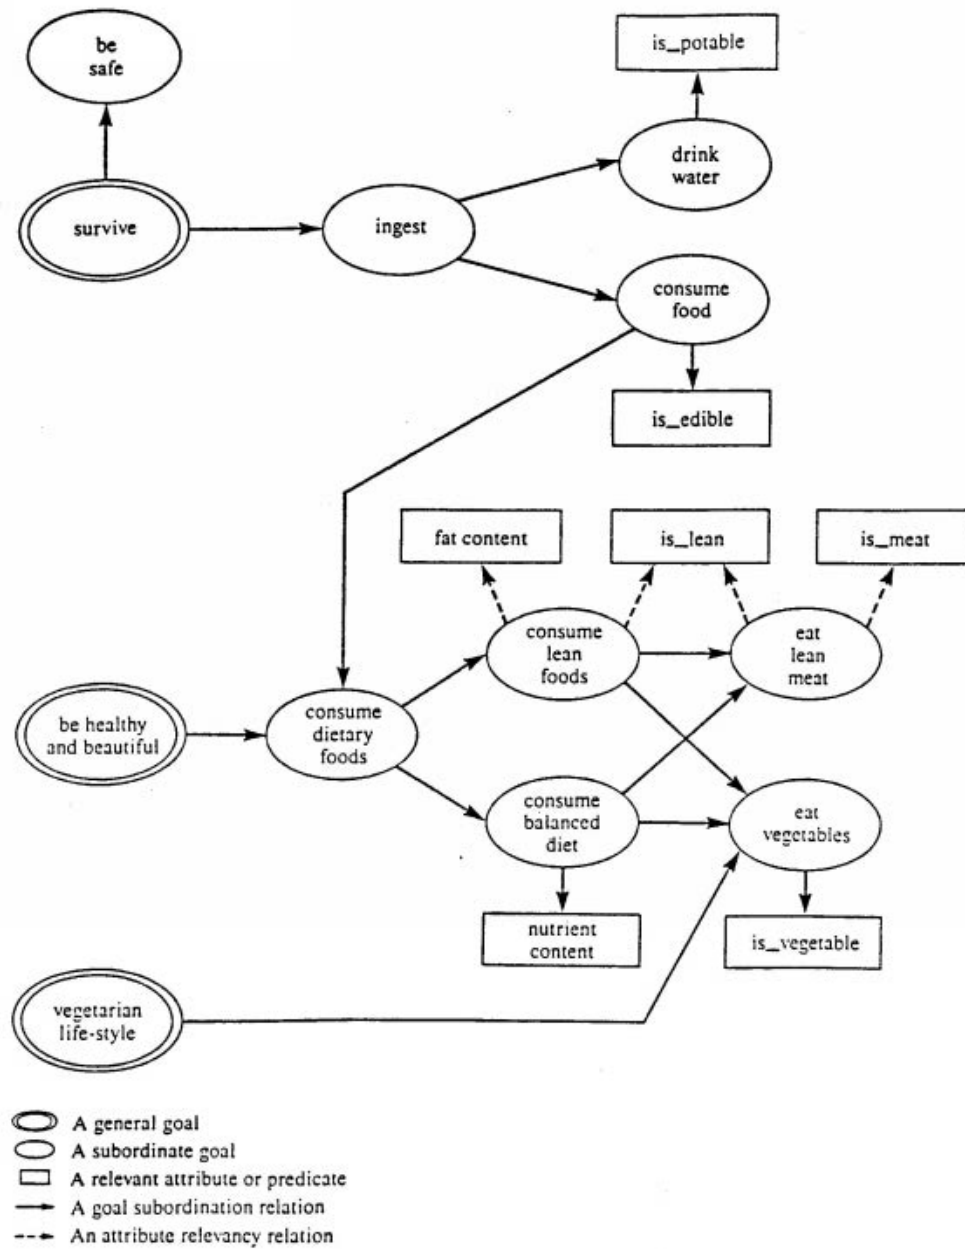 be
safe
is_potable
drink
water
survive
ingest
consume
food
is_edible
fat content
is_lean
is_meat
consume
lean
foods
eat
lean
meat
be healthy
and beautiful
consume
dietary
foods
consume
balanced
diet
eat
vegetables
nutrient
content
is_vegetable
vegetarian
life-style
A general goal
A subordinate goal
A relevant attribute or predicate
A goal subordination relation
An attribute relevancy relation